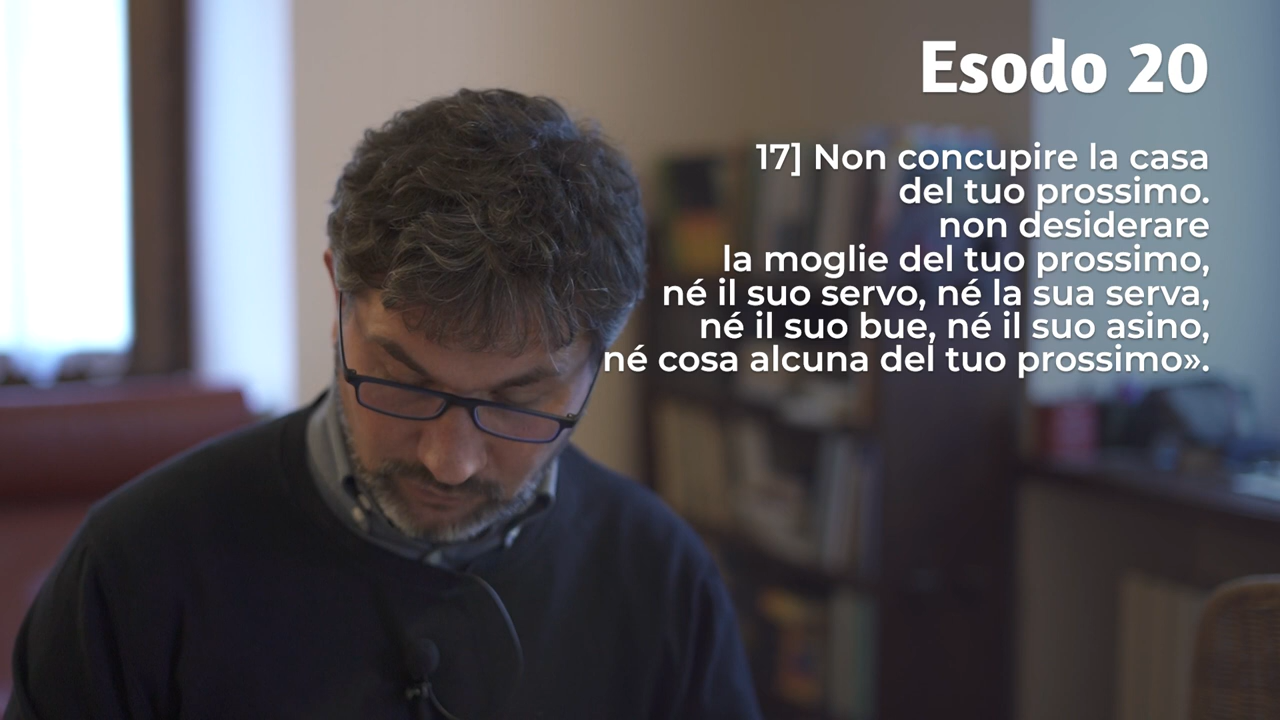 Esodo 20
17] Non concupire la casa
del tuo prossimo.
non desiderare
la moglie del tuo prossimo,
né il suo servo, né la sua serva,
né il suo bue, né il suo asino,
né cosa alcuna del tuo prossimo».